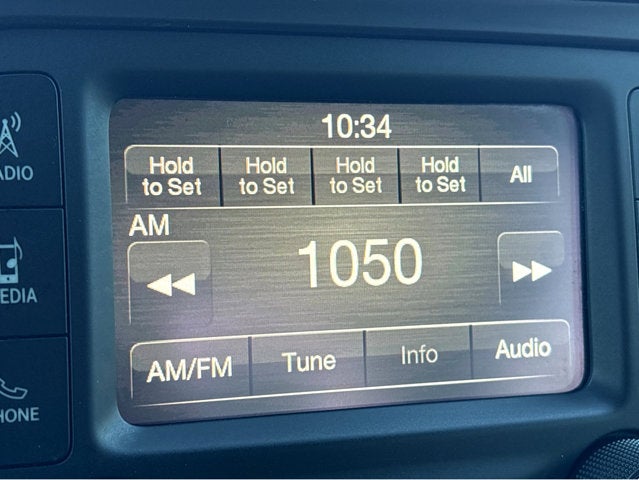 10:34
Hold to Set Hold to Set Hold to Set Hold to Set All
AM
1050
AM/FM Tune Info Audio
ADIO
EDIA
HONE